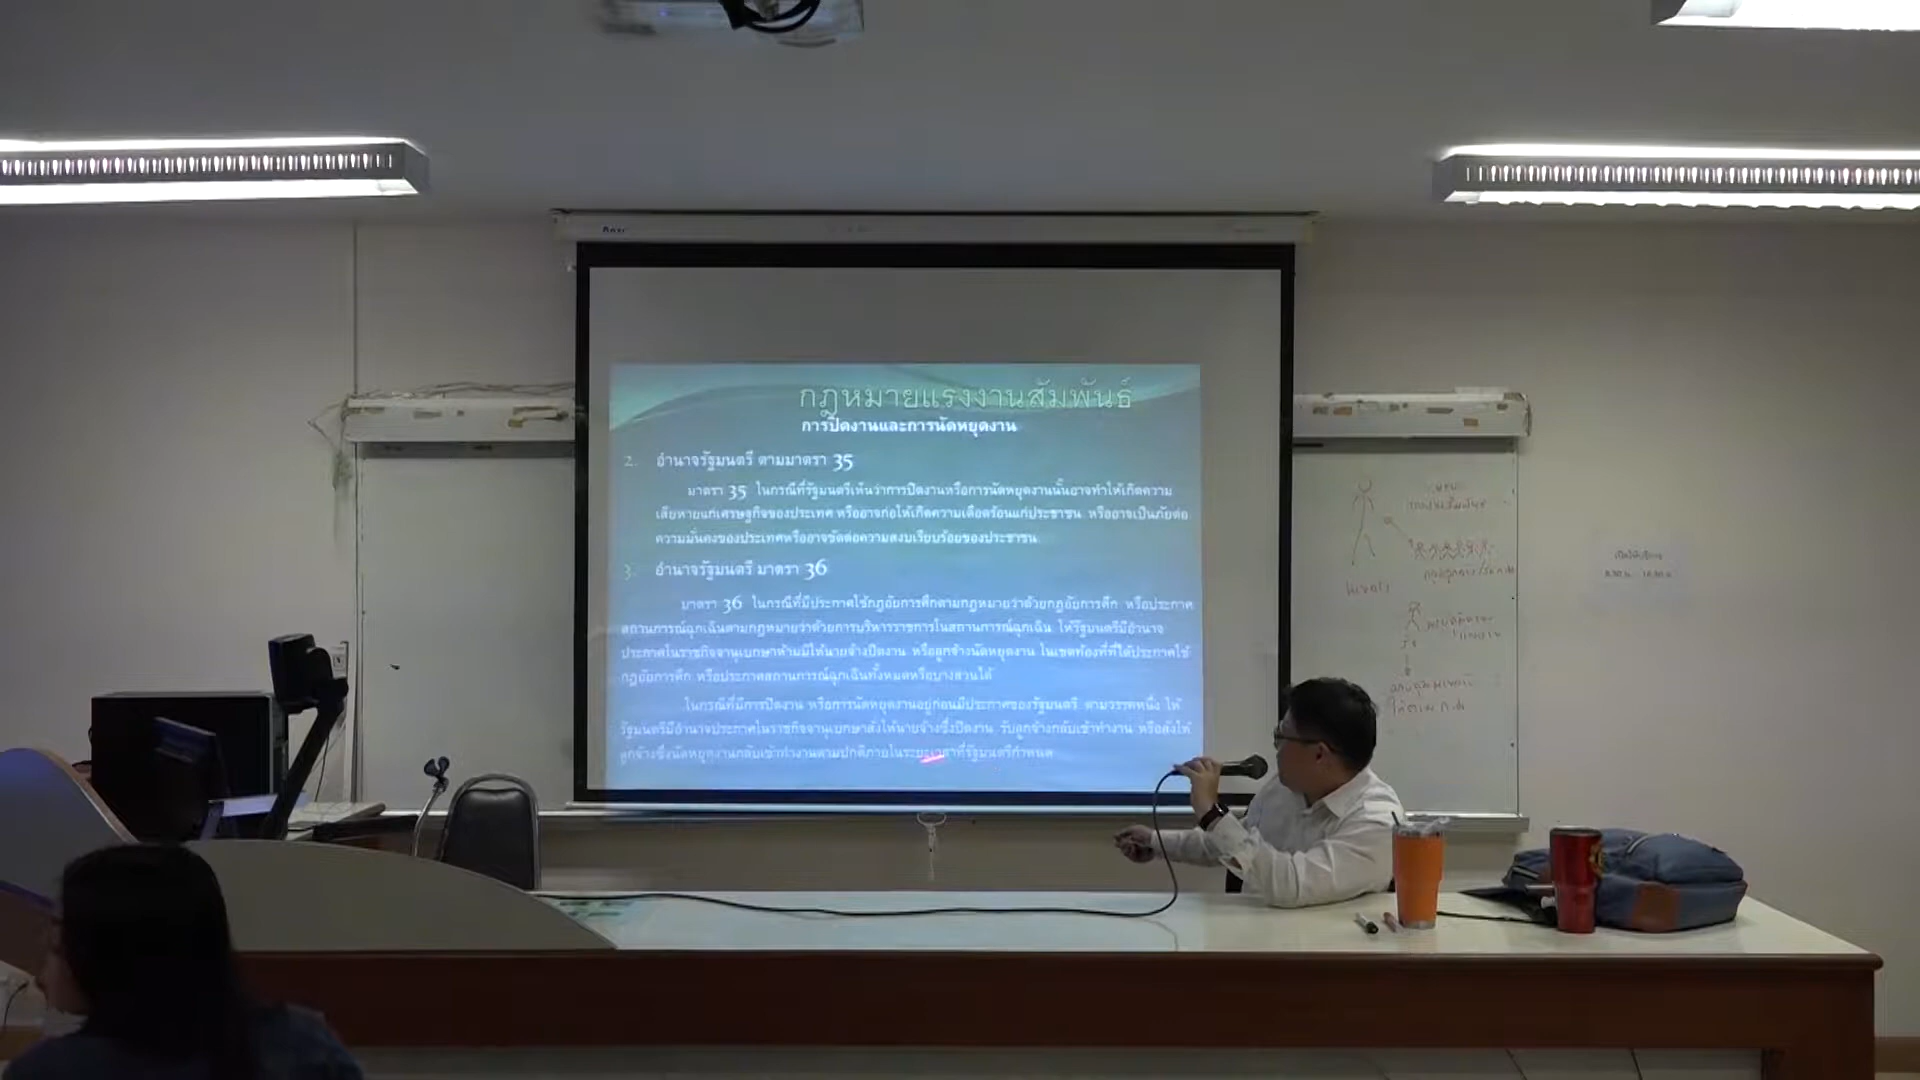 กฎหมายแรงงานสัมพันธ์
การปิดงานและการนัดหยุดงาน
2. อำนาจรัฐมนตรี ตามมาตรา 35
มาตรา 35 ในกรณีที่รัฐมนตรีเห็นว่าการปิดงานหรือการนัดหยุดงานนั้นอาจทำให้เกิดความ
เสียหายแก่เศรษฐกิจของประเทศ หรืออาจก่อให้เกิดความเดือดร้อนแก่ประชาชน หรืออาจเป็นภัยต่อ
ความมั่นคงของประเทศหรืออาจขัดต่อความสงบเรียบร้อยของประชาชน
3. อำนาจรัฐมนตรี มาตรา 36
มาตรา 36 ในกรณีที่มีประกาศใช้กฎอัยการศึกตามกฎหมายว่าด้วยกฎอัยการศึก หรือประกาศ
สถานการณ์ฉุกเฉินตามกฎหมายว่าด้วยการบริหารราชการในสถานการณ์ฉุกเฉิน ให้รัฐมนตรีมีอำนาจ
ประกาศในราชกิจจานุเบกษาห้ามมิให้นายจ้างปิดงาน หรือลูกจ้างนัดหยุดงาน ในเขตท้องที่ที่ได้ประกาศใช้
กฎอัยการศึก หรือประกาศสถานการณ์ฉุกเฉินทั้งหมดหรือบางส่วนได้
ในกรณีที่มีการปิดงาน หรือการนัดหยุดงานอยู่ก่อนมีประกาศของรัฐมนตรี ตามวรรคหนึ่ง ให้
รัฐมนตรีมีอำนาจประกาศในราชกิจจานุเบกษาสั่งให้นายจ้างซึ่งปิดงาน รับลูกจ้างกลับเข้าทำงาน หรือสั่งให้
ลูกจ้างซึ่งนัดหยุดงานกลับเข้าทำงานตามปกติภายในระยะเวลาที่รัฐมนตรีกำหนด